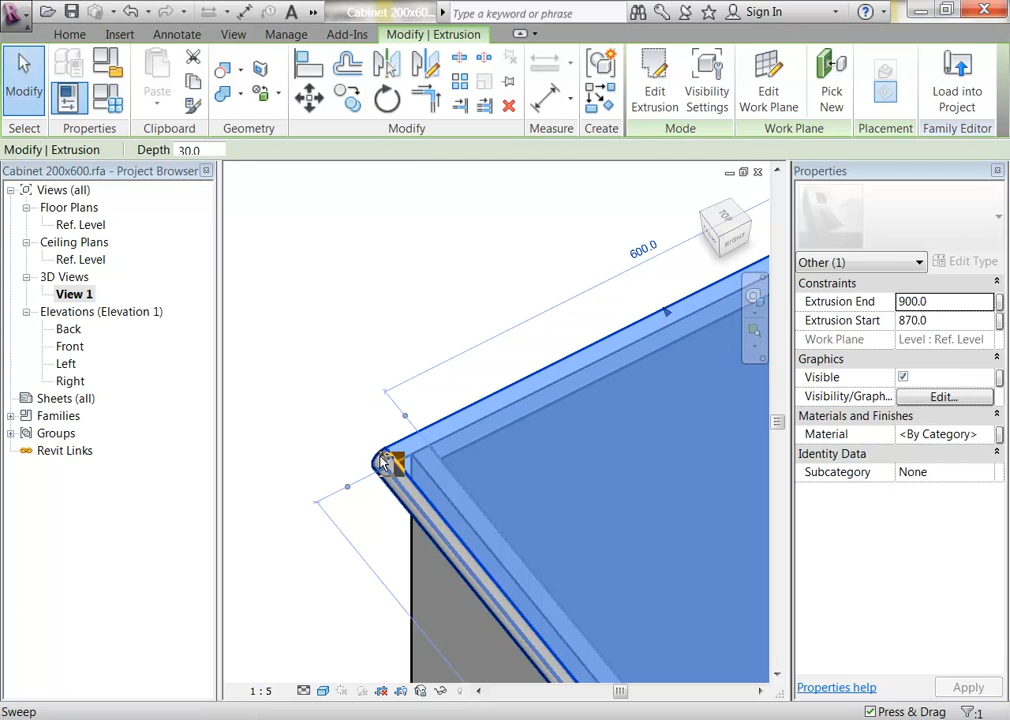 Cabinet 200x60...
Type a keyword or phrase
Sign In
Home
Insert
Annotate
View
Manage
Add-Ins
Modify | Extrusion
Modify
Paste
Edit Extrusion
Visibility Settings
Edit Work Plane
Pick New
Load into Project
Select
Properties
Clipboard
Geometry
Modify
Measure
Create
Mode
Work Plane
Placement
Family Editor
Modify | Extrusion
Depth 30.0
Cabinet 200x600.rfa - Project Browser
Views (all)
Floor Plans
Ref. Level
Ceiling Plans
Ref. Level
3D Views
View 1
Elevations (Elevation 1)
Back
Front
Left
Right
Sheets (all)
Families
Groups
Revit Links
600.0
TOP
RIGHT
1 : 5
Properties
Other (1)
Edit Type
Constraints
Extrusion End 900.0
Extrusion Start 870.0
Work Plane Level : Ref. Level
Graphics
Visible
Visibility/Graph... Edit...
Materials and Finishes
Material <By Category>
Identity Data
Subcategory None
Properties help
Apply
Sweep
Press & Drag
:1